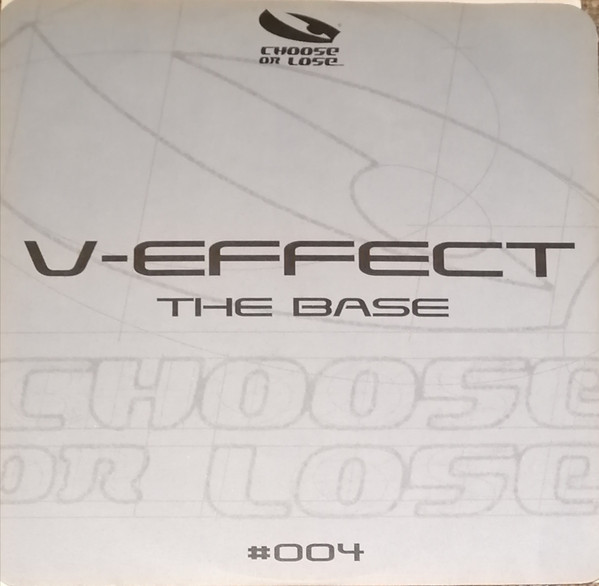 CHOOSE
OR LOSE
V-EFFECT
THE BASE
CHOOSE
OR LOSE
#004